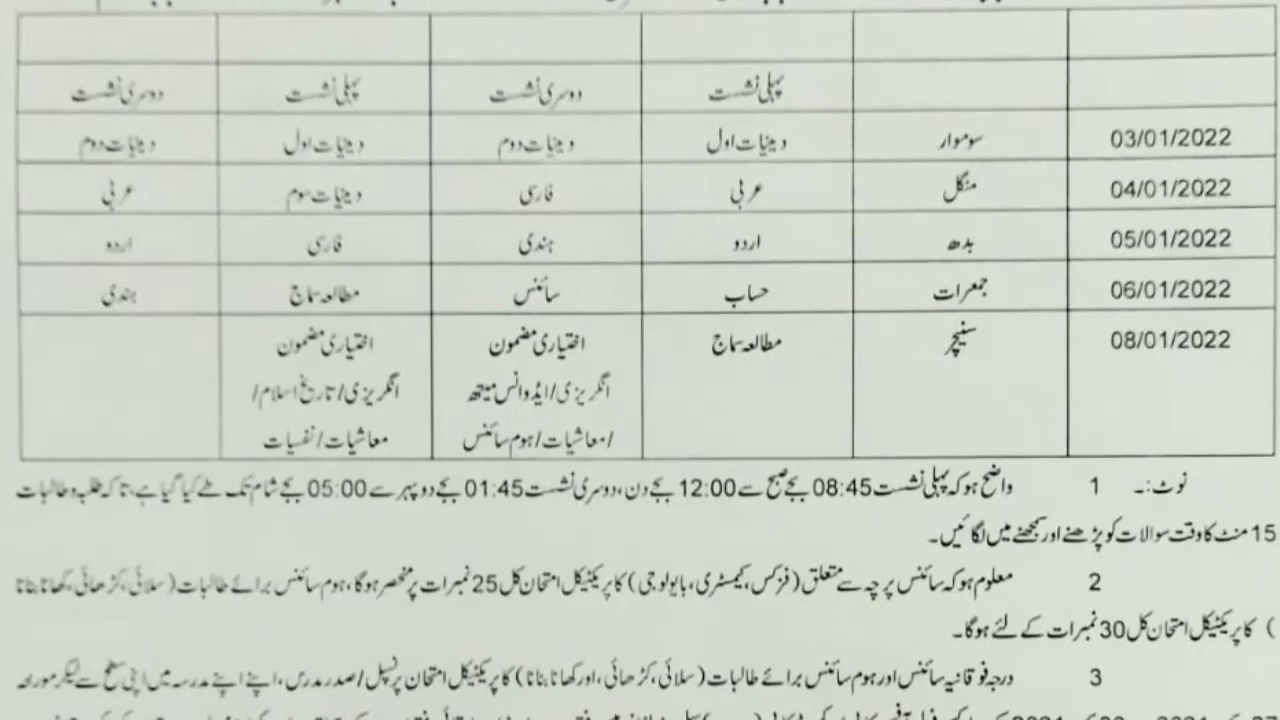 پہلی نشست دوسری نشست پہلی نشست دوسری نشست
03/01/2022 سوموار دینیات اول دینیات دوم دینیات اول دینیات دوم
04/01/2022 منگل عربی فارسی دینیات سوم عربی
05/01/2022 بدھ اردو ہندی فارسی اردو
06/01/2022 جمعرات حساب سائنس مطالعہ سماج ہندی
08/01/2022 سنیچر مطالعہ سماج اختیاری مضمون اختیاری مضمون
انگریزی/ایڈوانس میتھ انگریزی/تاریخ اسلام/
/معاشیات/ہوم سائنس معاشیات/نفسیات
نوٹ:۔ 1 واضح ہو کہ پہلی نشست 08:45 بجے صبح سے 12:00 بجے دن، دوسری نشست 01:45 بجے دوپہر سے 05:00 بجے شام تک طے کیا گیا ہے، تاکہ طلبہ و طالبات
15 منٹ کا وقت سوالات کو پڑھنے اور سمجھنے میں لگائیں۔
2 معلوم ہو کہ سائنس پرچہ سے متعلق (فزکس، کیمسٹری، بایولوجی) کا پریکٹیکل امتحان کل 25 نمبرات پر منحصر ہوگا، ہوم سائنس برائے طالبات (سلائی، کڑھائی، کھانا بنانا
) کا پریکٹیکل امتحان کل 30 نمبرات کے لئے ہوگا۔
3 درجہ فوقانیہ سائنس اور ہوم سائنس برائے طالبات (سلائی، کڑھائی، اور کھانا بنانا) کا پریکٹیکل امتحان پرنسپل/صدر مدرس، اپنے اپنے مدرسہ میں اپنی سطح سے لیکر مورخہ